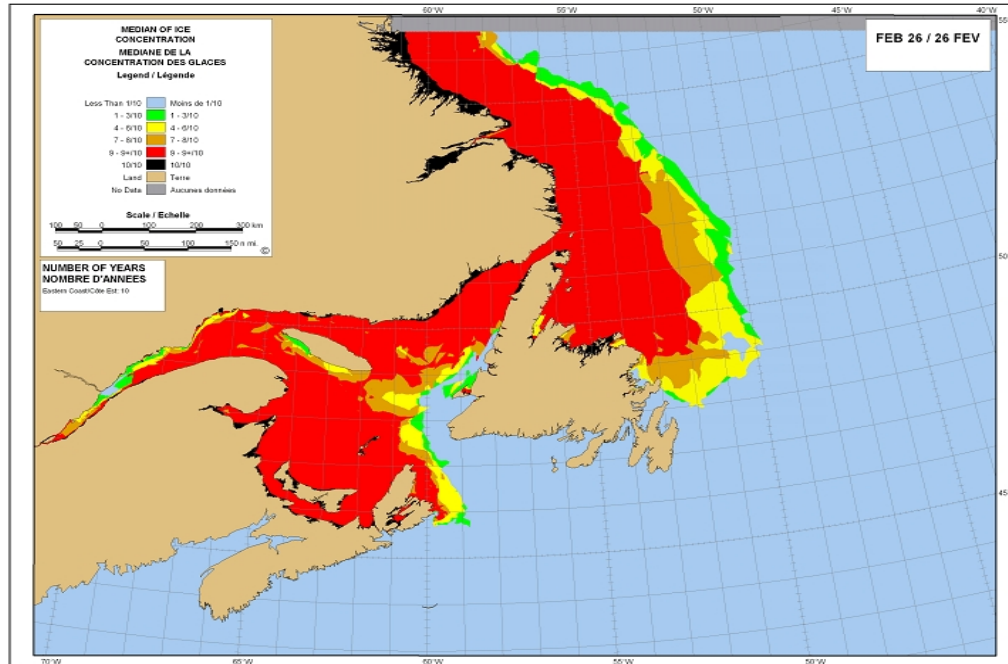 60°W 55°W 50°W 45°W 40°W
55
MEDIAN OF ICE
CONCENTRATION
MEDIANE DE LA
CONCENTRATION DES GLACES
Legend / Légende
Less Than 1/10 Moins de 1/10
1 - 3/10 1 - 3/10
4 - 6/10 4 - 6/10
7 - 8/10 7 - 8/10
9 - 9+/10 9 - 9+/10
10/10 10/10
Land Terre
No Data Aucunes données
Scale / Echelle
100 50 0 100 200 300 km
50 25 0 50 100 150 n mi.
©
FEB 26 / 26 FEV
NUMBER OF YEARS
NOMBRE D'ANNEES
Eastern Coast/Côte Est: 10
50
45
70°W 65°W 60°W 55°W 50°W